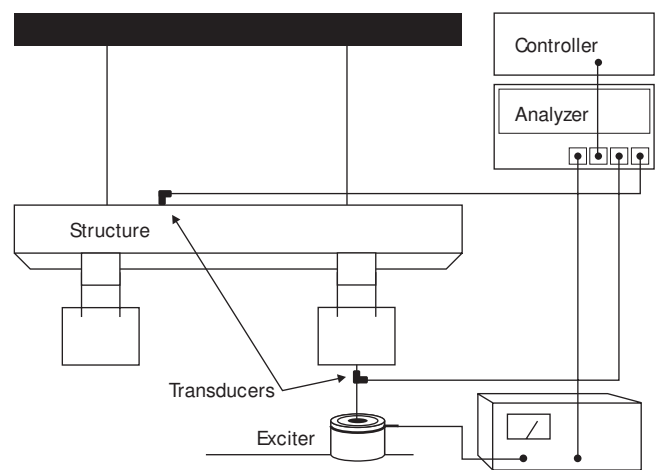 Controller
Analyzer
Structure
Transducers
Exciter